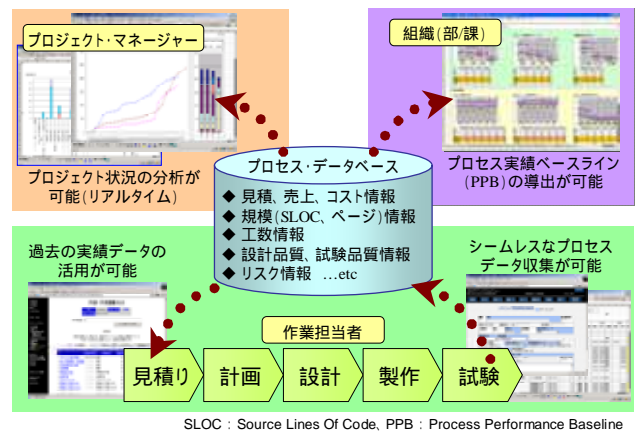 プロジェクト・マネージャー
組織(部/課)
プロジェクト状況の分析が
可能(リアルタイム)
プロセス・データベース
◆ 見積、売上、コスト情報
◆ 規模(SLOC、ページ)情報
◆ 工数情報
◆ 設計品質、試験品質情報
◆ リスク情報 …etc
プロセス実績ベースライン
(PPB)の導出が可能
過去の実績データの
活用が可能
シームレスなプロセス
データ収集が可能
作業担当者
見積り
計画
設計
製作
試験
SLOC : Source Lines Of Code、PPB : Process Performance Baseline